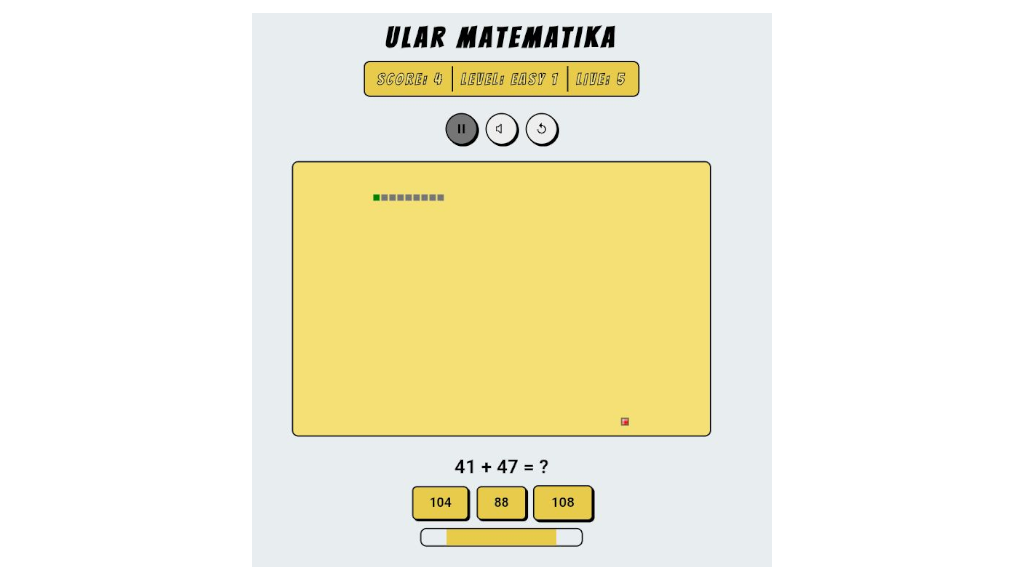 ULAR MATEMATIKA
SCORE: 4 | LEVEL: EASY 1 | LIVE: 5
41 + 47 = ?
104 88 108